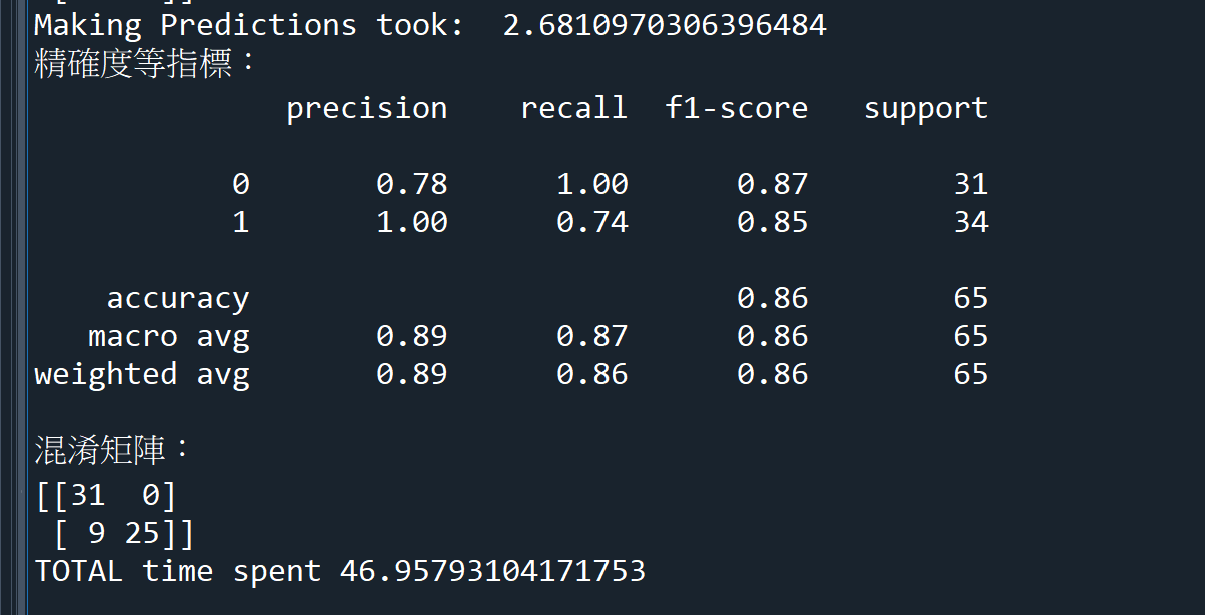 Making Predictions took:  2.6810970306396484
精確度等指標：
              precision    recall  f1-score   support

           0       0.78      1.00      0.87        31
           1       1.00      0.74      0.85        34

    accuracy                           0.86        65
   macro avg       0.89      0.87      0.86        65
weighted avg       0.89      0.86      0.86        65

混淆矩陣：
[[31  0]
 [ 9 25]]
TOTAL time spent 46.95793104171753